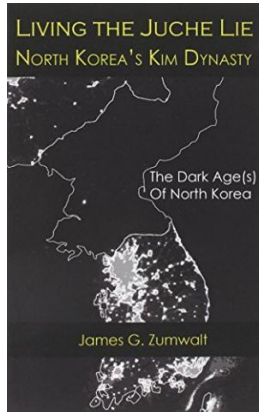 LIVING THE JUCHE LIE
NORTH KOREA'S KIM DYNASTY
The Dark Age(s)
Of North Korea
James G. Zumwalt